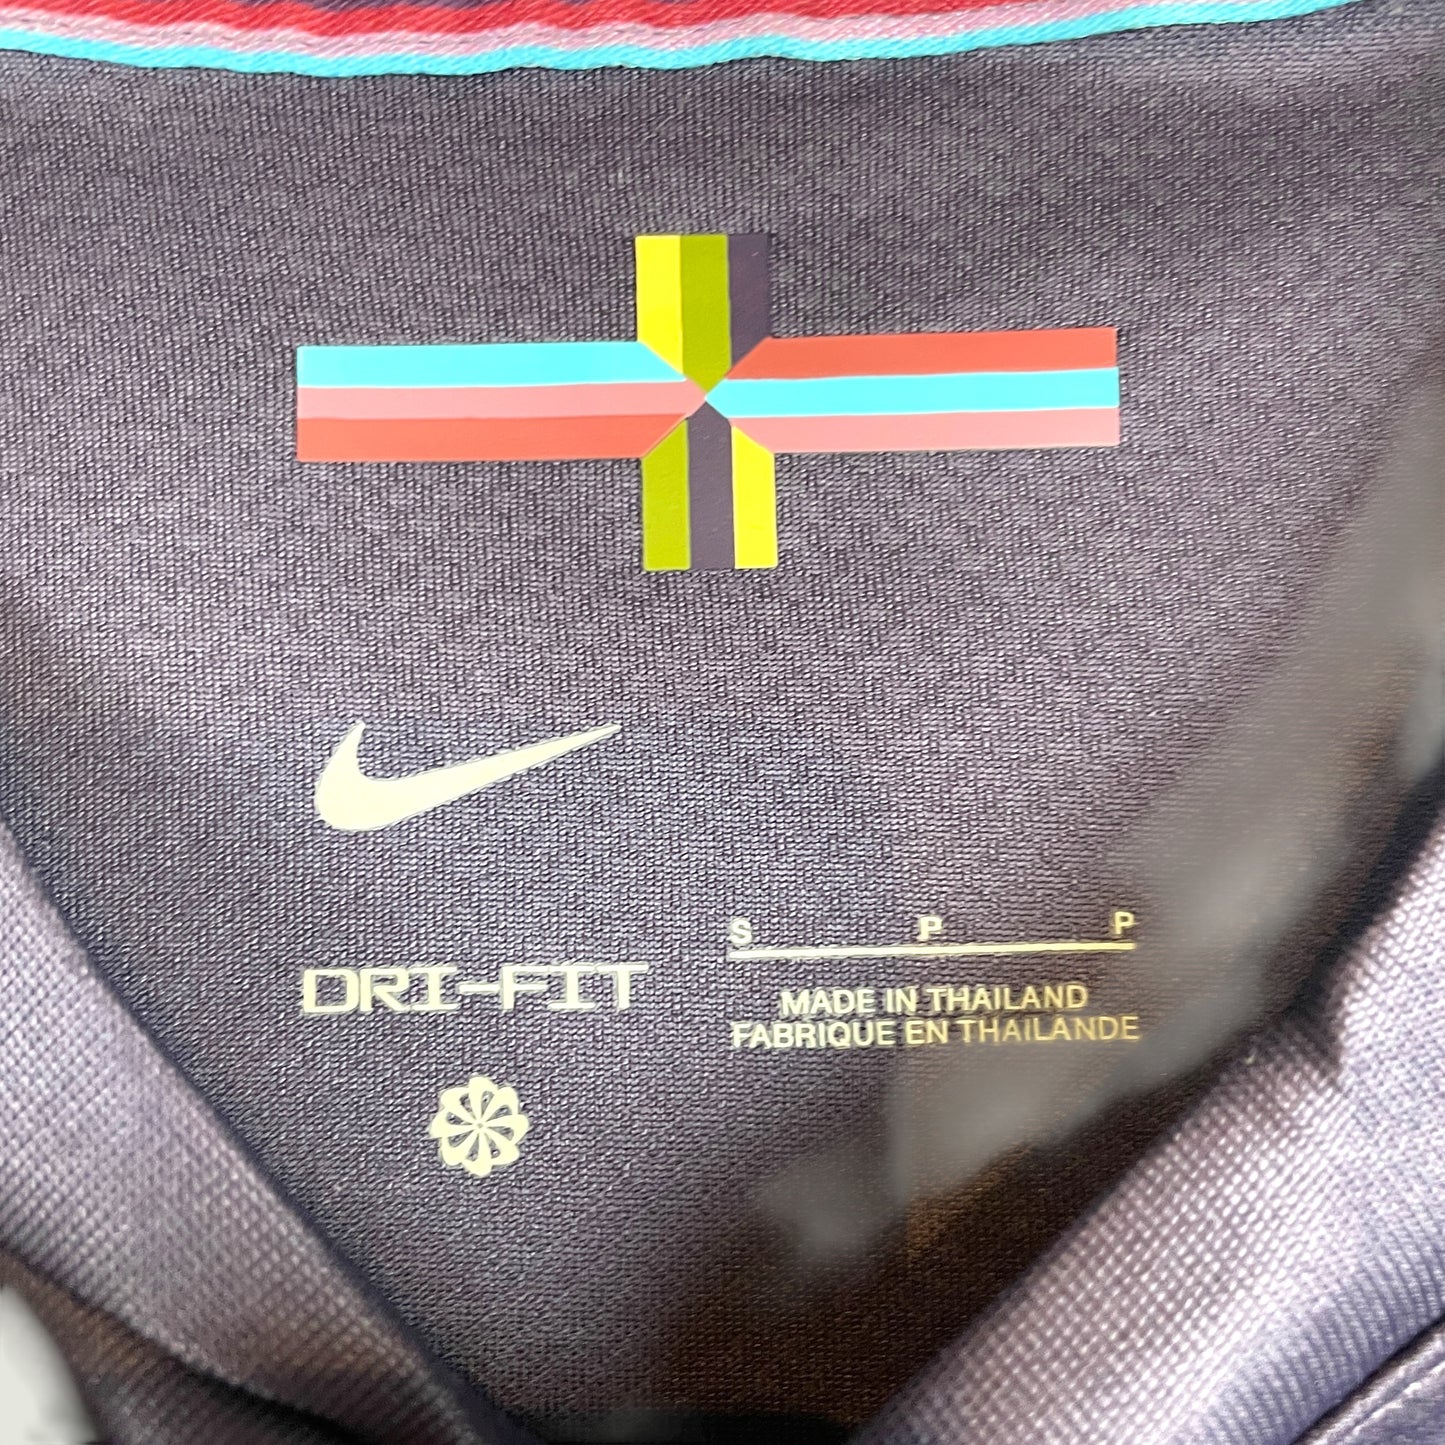 DRI-FIT
S P P
MADE IN THAILAND
FABRIQUE EN THAILANDE